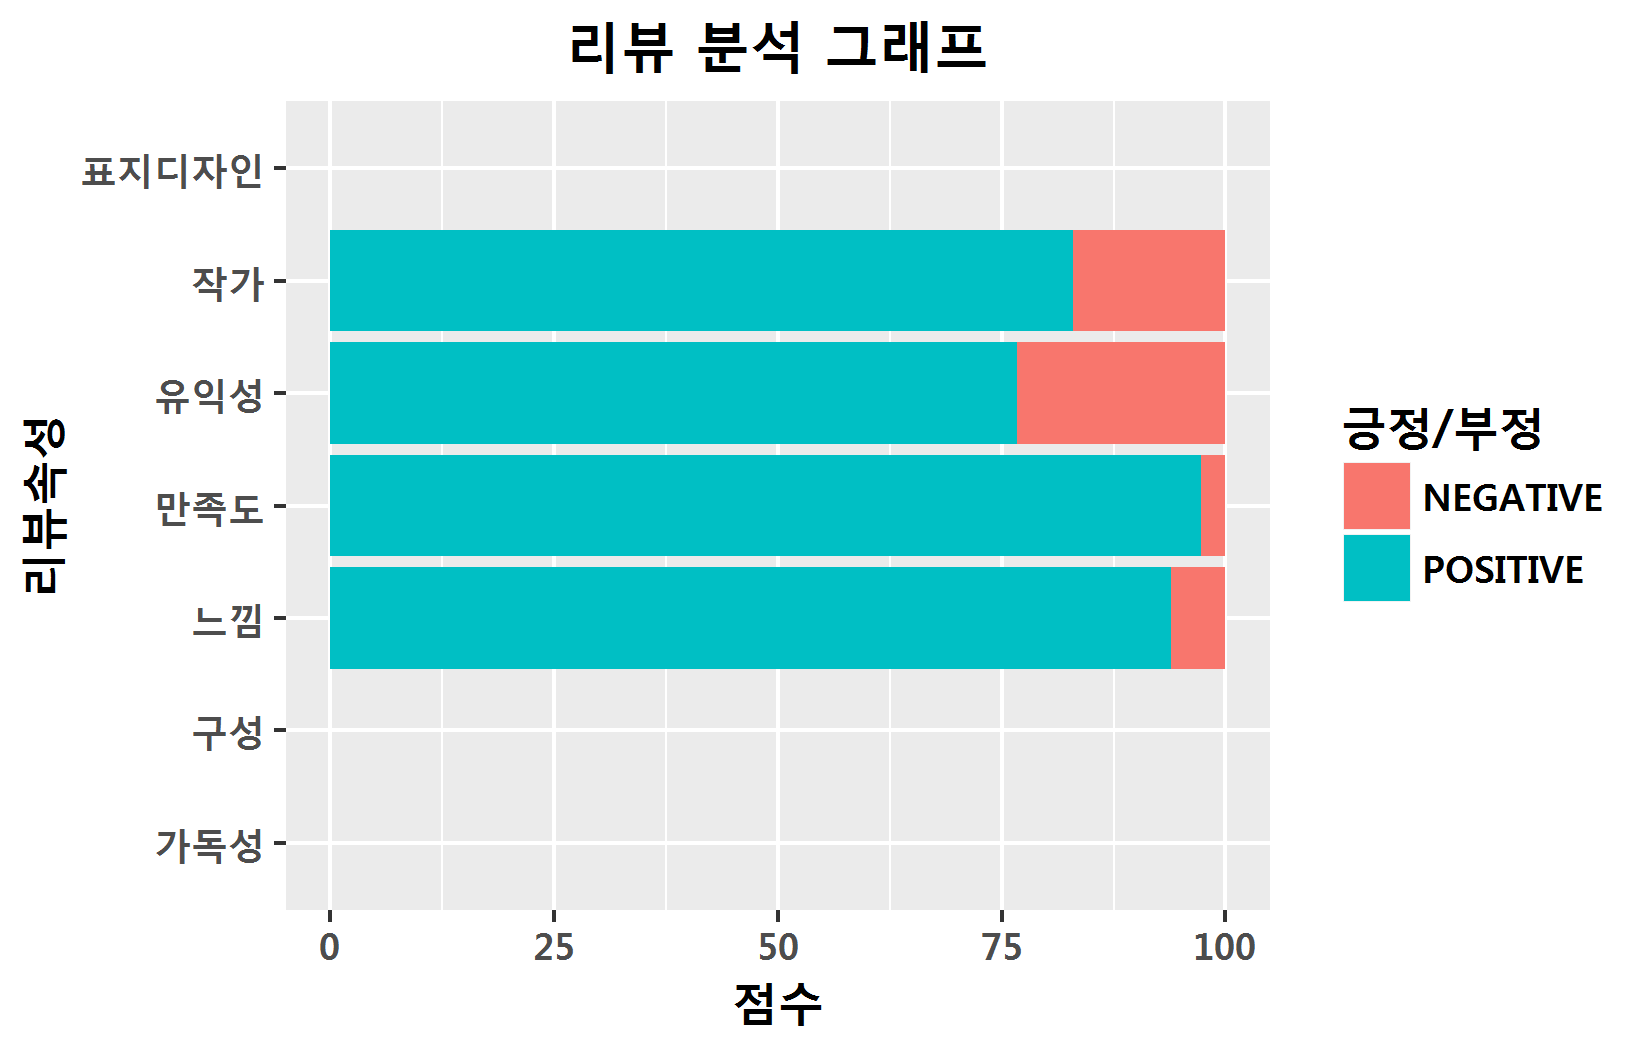 리뷰 분석 그래프
리뷰속성
표지디자인
작가
유익성
만족도
느낌
구성
가독성
0 25 50 75 100
점수
긍정/부정
NEGATIVE
POSITIVE